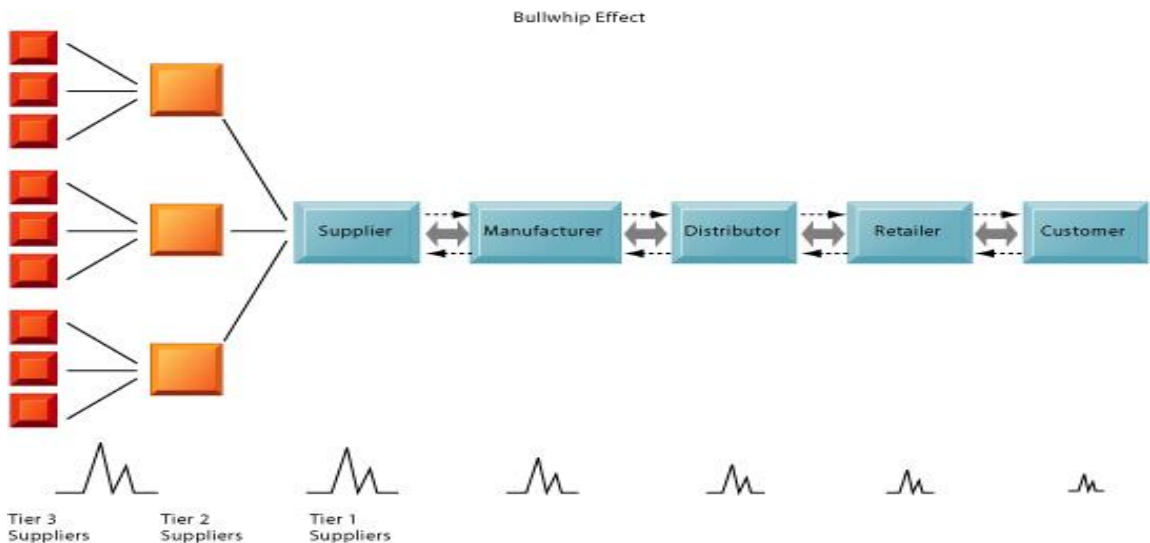 Bullwhip Effect
Supplier
Manufacturer
Distributor
Retailer
Customer
Tier 3
Suppliers
Tier 2
Suppliers
Tier 1
Suppliers